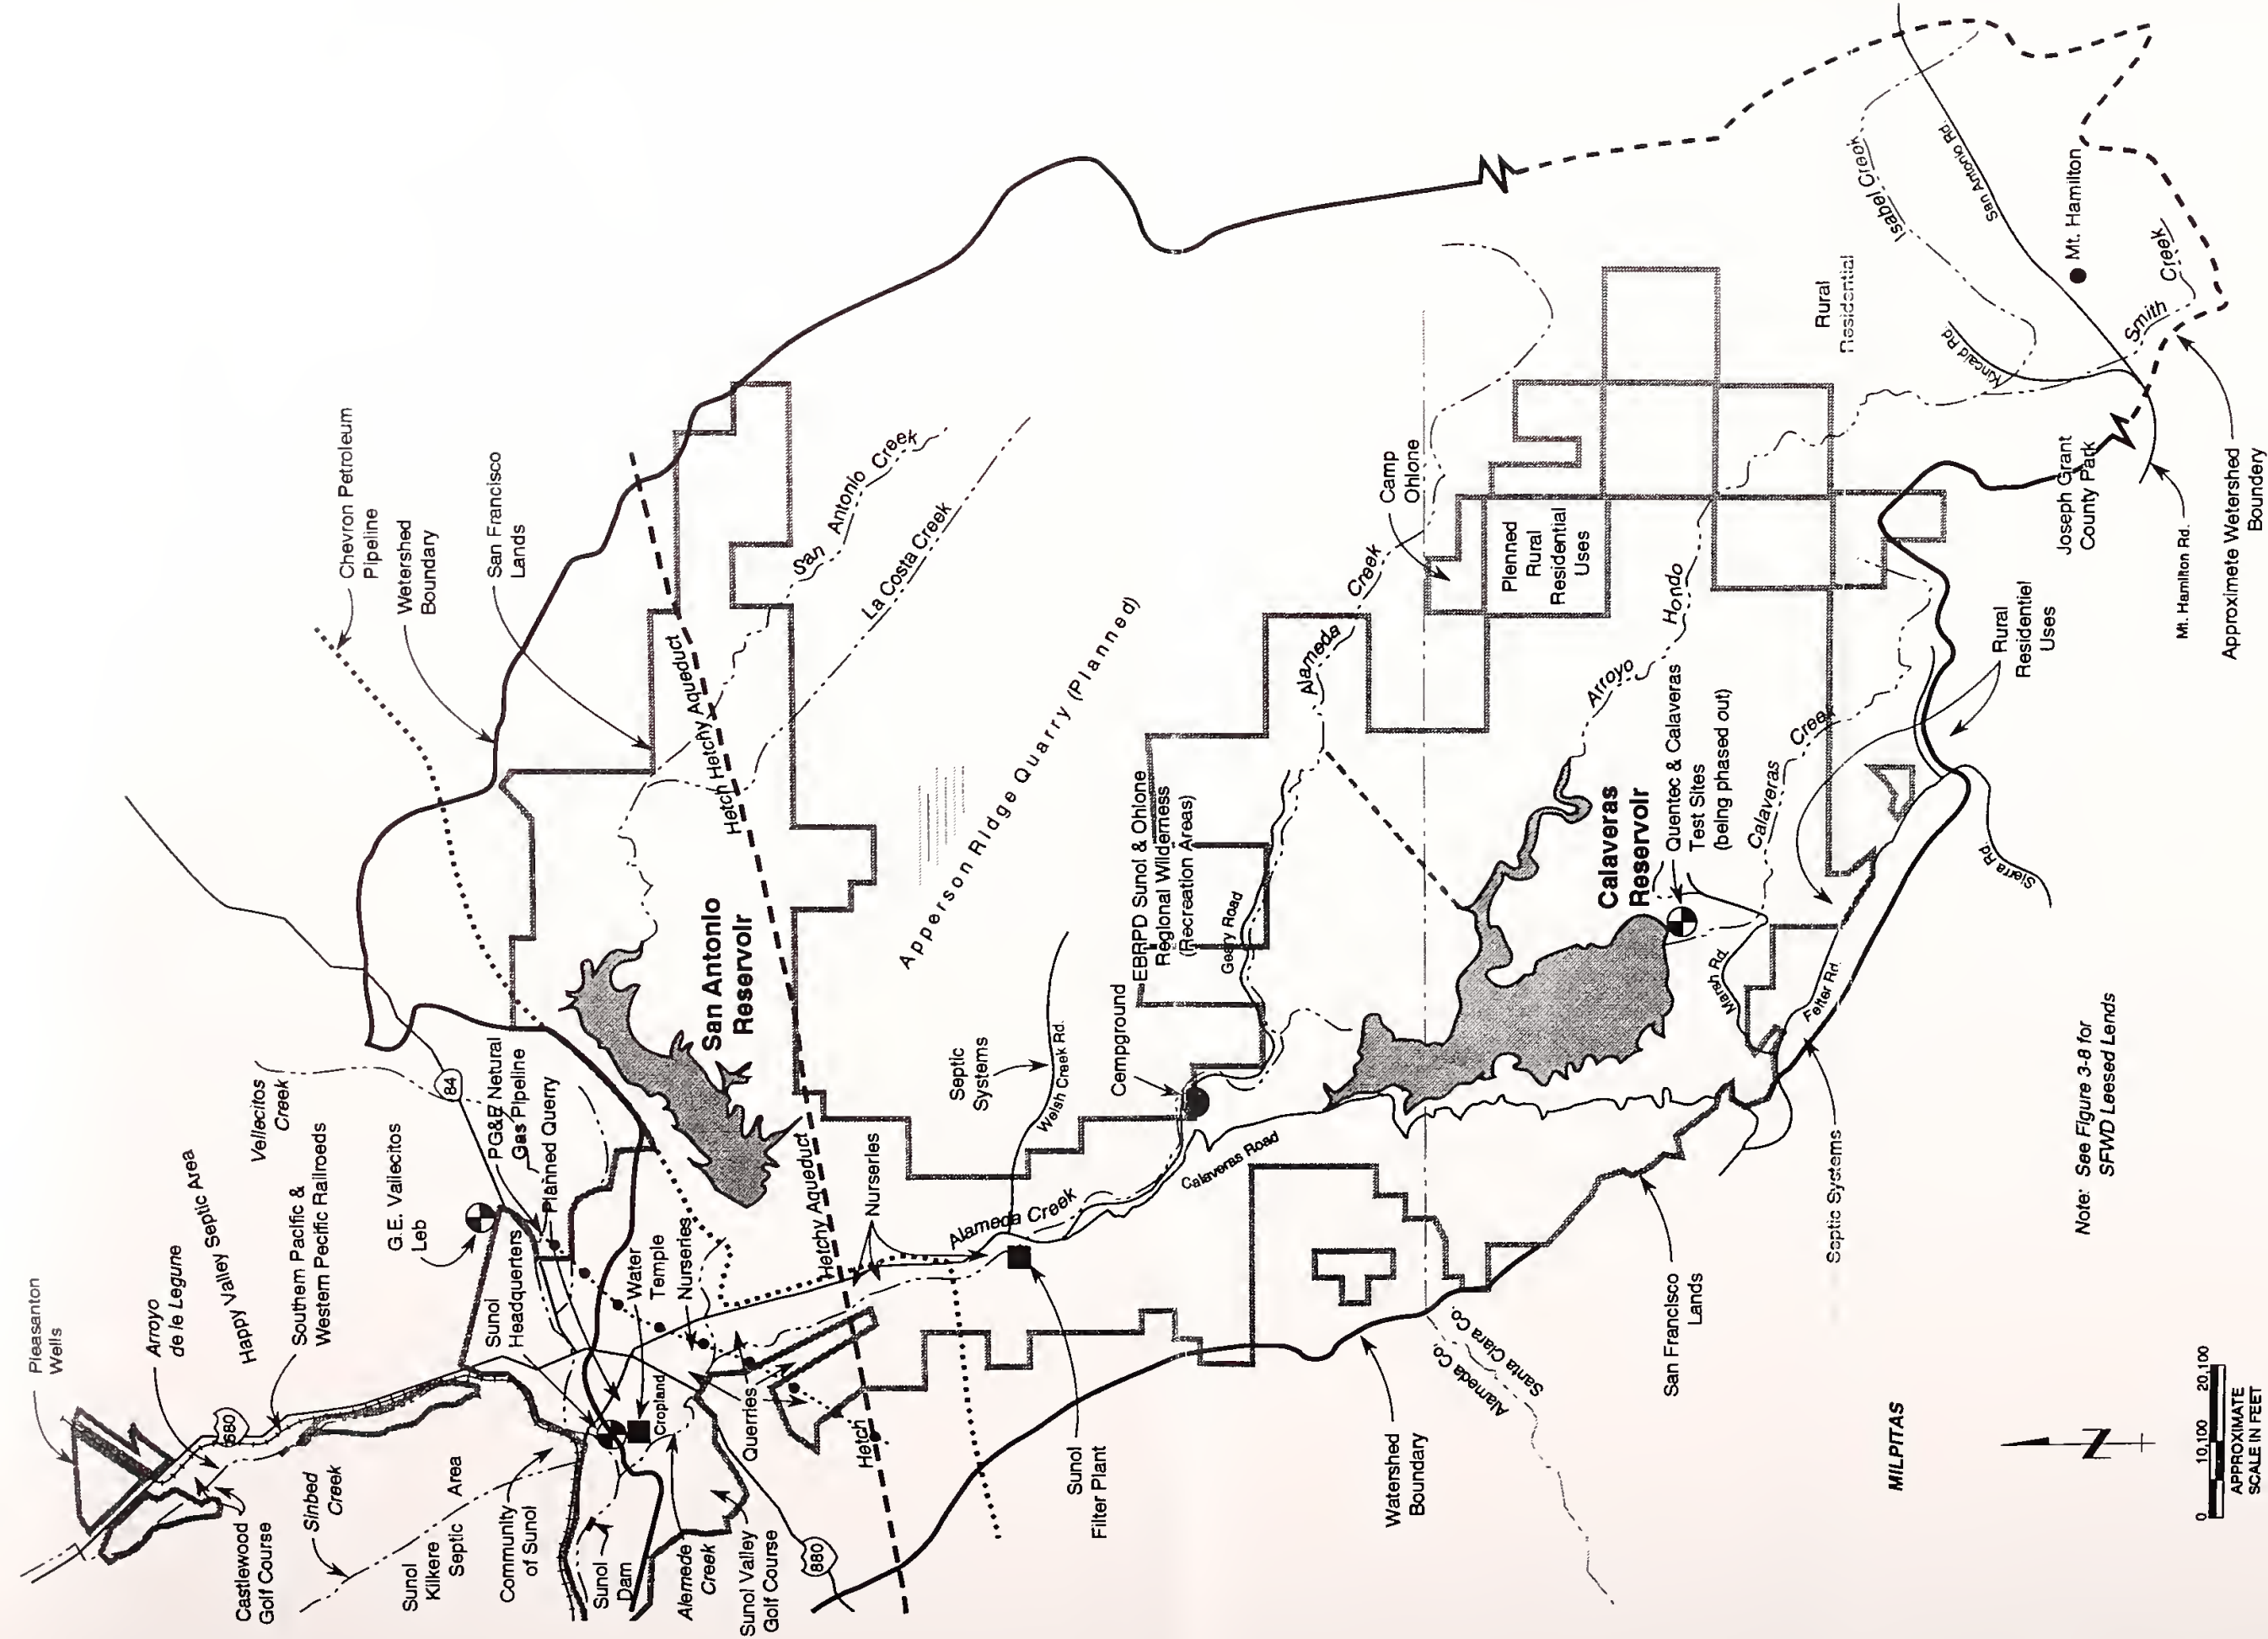 Pleasanton
Wells
Arroyo
de le Legune
Happy Valley Septic Area
Southern Pacific &
Western Pecific Railroeds
Vellecitos
Creek
G.E. Vallecitos
Leb
84
PG&E Neturel
Gas Pipeline
Planned Querry
Chevron Petroleum
Pipeline
Wetershed
Boundary
San Francisco
Lands
Castlewood
Golf Course
680
Sinbed
Creek
Sunol
Kilkere
Septic Area
Community
of Sunol
Sunol
Headquerters
Water
Temple
Nurseries
Cropland
Sunol
Dam
Alemede
Creek
Sunol Valley
Golf Course
Querries
880
Hetch
Hetchy Aqueduct
Hetch Hetchy Aqueduct
San Antonio
Reservoir
San Antonio Creek
La Costa Creek
Nurseries
Alameda Creek
Sunol
Filter Plant
Apperson Ridge Quarry (Planned)
Septic
Systems
Welsh Creek Rd.
Cempground
EBRPD Sunol & Ohlone
Regional Wilderness
(Recreation Areas)
Geary Road
Calaveras Road
Alameda Creek
Camp
Ohlone
Plenned
Rural
Residential
Uses
Arroyo Hondo
Calaveras
Reservoir
Quentec & Calaveras
Test Sites
(being phased out)
Calaveras Creek
Marsh Rd.
Felter Rd.
Sierra Rd.
Septic Systems
Rural
Residentiel
Uses
Rural
Residential
Isabel Creek
San Antonio Rd.
Mt. Hamilton
Kincaid Rd.
Smith Creek
Joseph Grant
County Park
Mt. Hamilton Rd.
Approximete Wetershed
Boundery
Watershed
Boundary
Alameda Co.
Santa Clara Co.
San Francisco
Lands
MILPITAS
Note: See Figure 3-8 for
SFWD Leesed Lends
N
0 10,100 20,100
APPROXIMATE
SCALE IN FEET